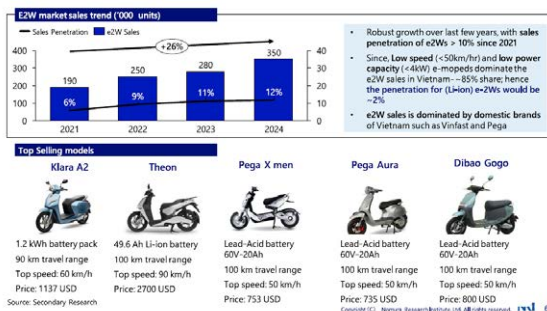 E2W market sales trend ('000 units)
Sales Penetration
e2W Sales
+26%
400
300
200
100
0
190
250
280
350
6%
9%
11%
12%
40
30
20
10
0
2021
2022
2023
2024
• Robust growth over last few years, with sales
penetration of e2Ws > 10% since 2021
• Since, Low speed (<50km/hr) and low power
capacity (<4kW) e-mopeds dominate the
e2W sales in Vietnam- ~85% share; hence
the penetration for (Li-ion) e-2Ws would be
~2%
• e2W sales is dominated by domestic brands
of Vietnam such as Vinfast and Pega
Top Selling models
Klara A2
1.2 kWh battery pack
90 km travel range
Top speed: 60 km/h
Price: 1137 USD
Theon
49.6 Ah Li-ion battery
100 km travel range
Top speed: 90 km/h
Price: 2700 USD
Pega X men
Lead-Acid battery
60V-20Ah
100 km travel range
Top speed: 50 km/h
Price: 753 USD
Pega Aura
Lead-Acid battery
60V-20Ah
100 km travel range
Top speed: 50 km/h
Price: 735 USD
Dibao Gogo
Lead-Acid battery
60V-20Ah
100 km travel range
Top speed: 50 km/h
Price: 800 USD
Source: Secondary Research
Copyright (C) Nomura Research Institute, Ltd. All rights reserved.